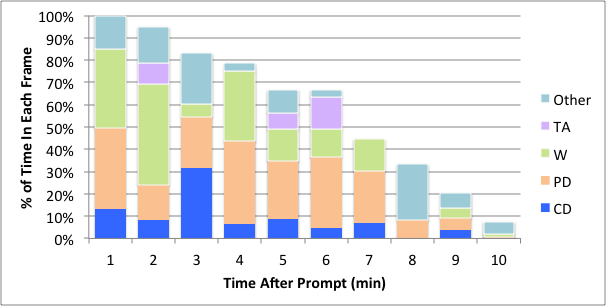 100%
90%
80%
70%
60%
50%
40%
30%
20%
10%
0%
% of Time In Each Frame
1 2 3 4 5 6 7 8 9 10
Time After Prompt (min)
Other
TA
W
PD
CD